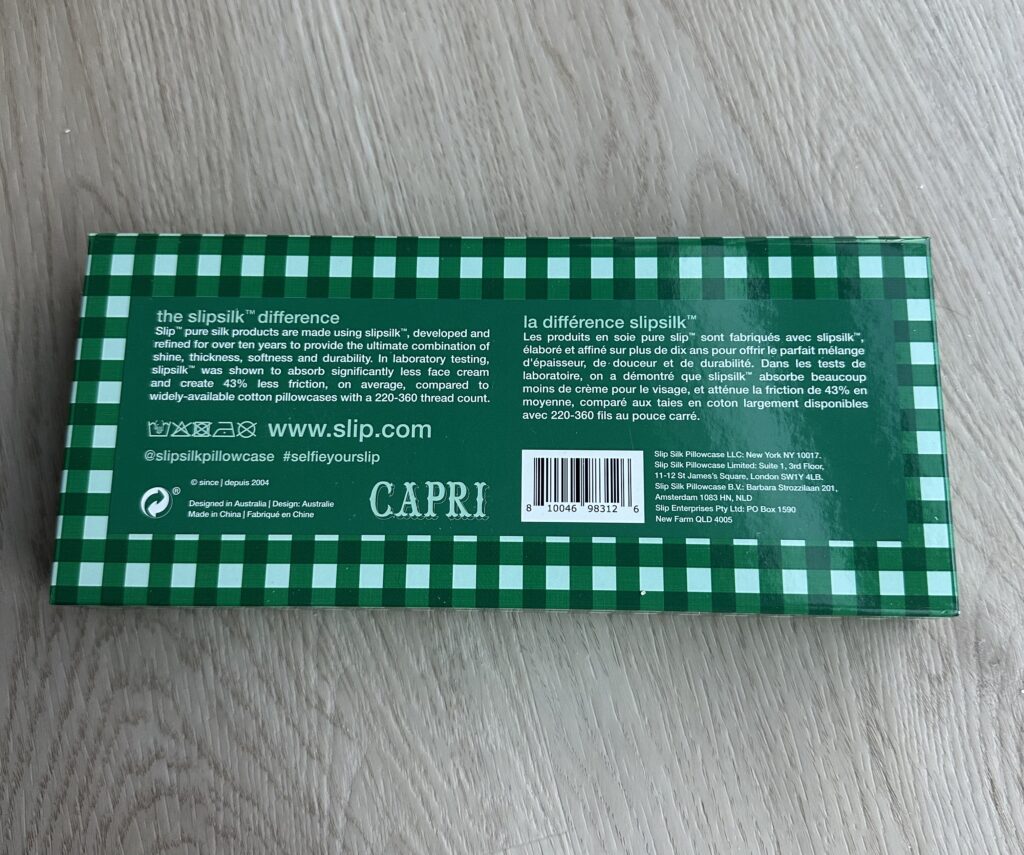 the slipsilk™ difference
Slip™ pure silk products are made using slipsilk™, developed and
refined for over ten years to provide the ultimate combination of
shine, thickness, softness and durability. In laboratory testing,
slipsilk™ was shown to absorb significantly less face cream
and create 43% less friction, on average, compared to
widely-available cotton pillowcases with a 220-360 thread count.
www.slip.com
@slipsilkpillowcase #selfieyourslip
© since | depuis 2004
®
Designed in Australia | Design: Australie
Made in China | Fabriqué en Chine
CAPRI
la différence slipsilk™
Les produits en soie pure slip™ sont fabriqués avec slipsilk™,
élaboré et affiné sur plus de dix ans pour offrir le parfait mélange
d'épaisseur, de douceur et de durabilité. Dans les tests de
laboratoire, on a démontré que slipsilk™ absorbe beaucoup
moins de crème pour le visage, et atténue la friction de 43% en
moyenne, comparé aux taies en coton largement disponibles
avec 220-360 fils au pouce carré.
8 10046 98312 6
Slip Silk Pillowcase LLC: New York NY 10017.
Slip Silk Pillowcase Limited: Suite 1, 3rd Floor,
11-12 St James's Square, London SW1Y 4LB.
Slip Silk Pillowcase B.V.: Barbara Strozzilaan 201,
Amsterdam 1083 HN, NLD
Slip Enterprises Pty Ltd: PO Box 1590
New Farm QLD 4005